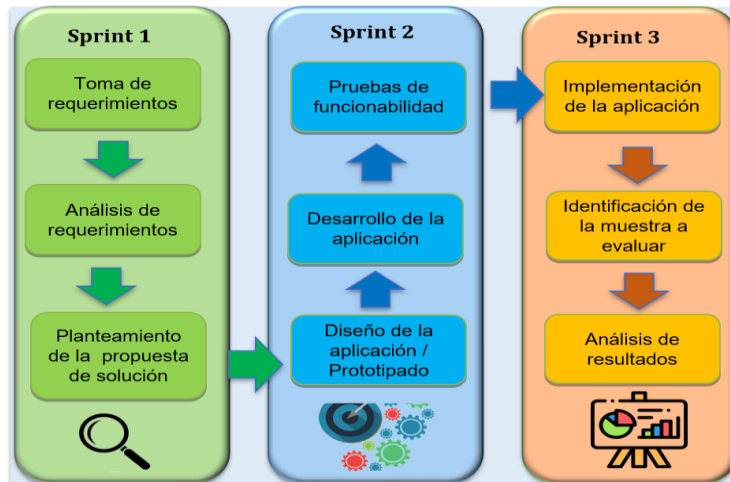 Sprint 1
Toma de
requerimientos
Análisis de
requerimientos
Planteamiento
de la propuesta
de solución
Sprint 2
Pruebas de
funcionabilidad
Desarrollo de la
aplicación
Diseño de la
aplicación /
Prototipado
Sprint 3
Implementación
de la aplicación
Identificación de
la muestra a
evaluar
Análisis de
resultados